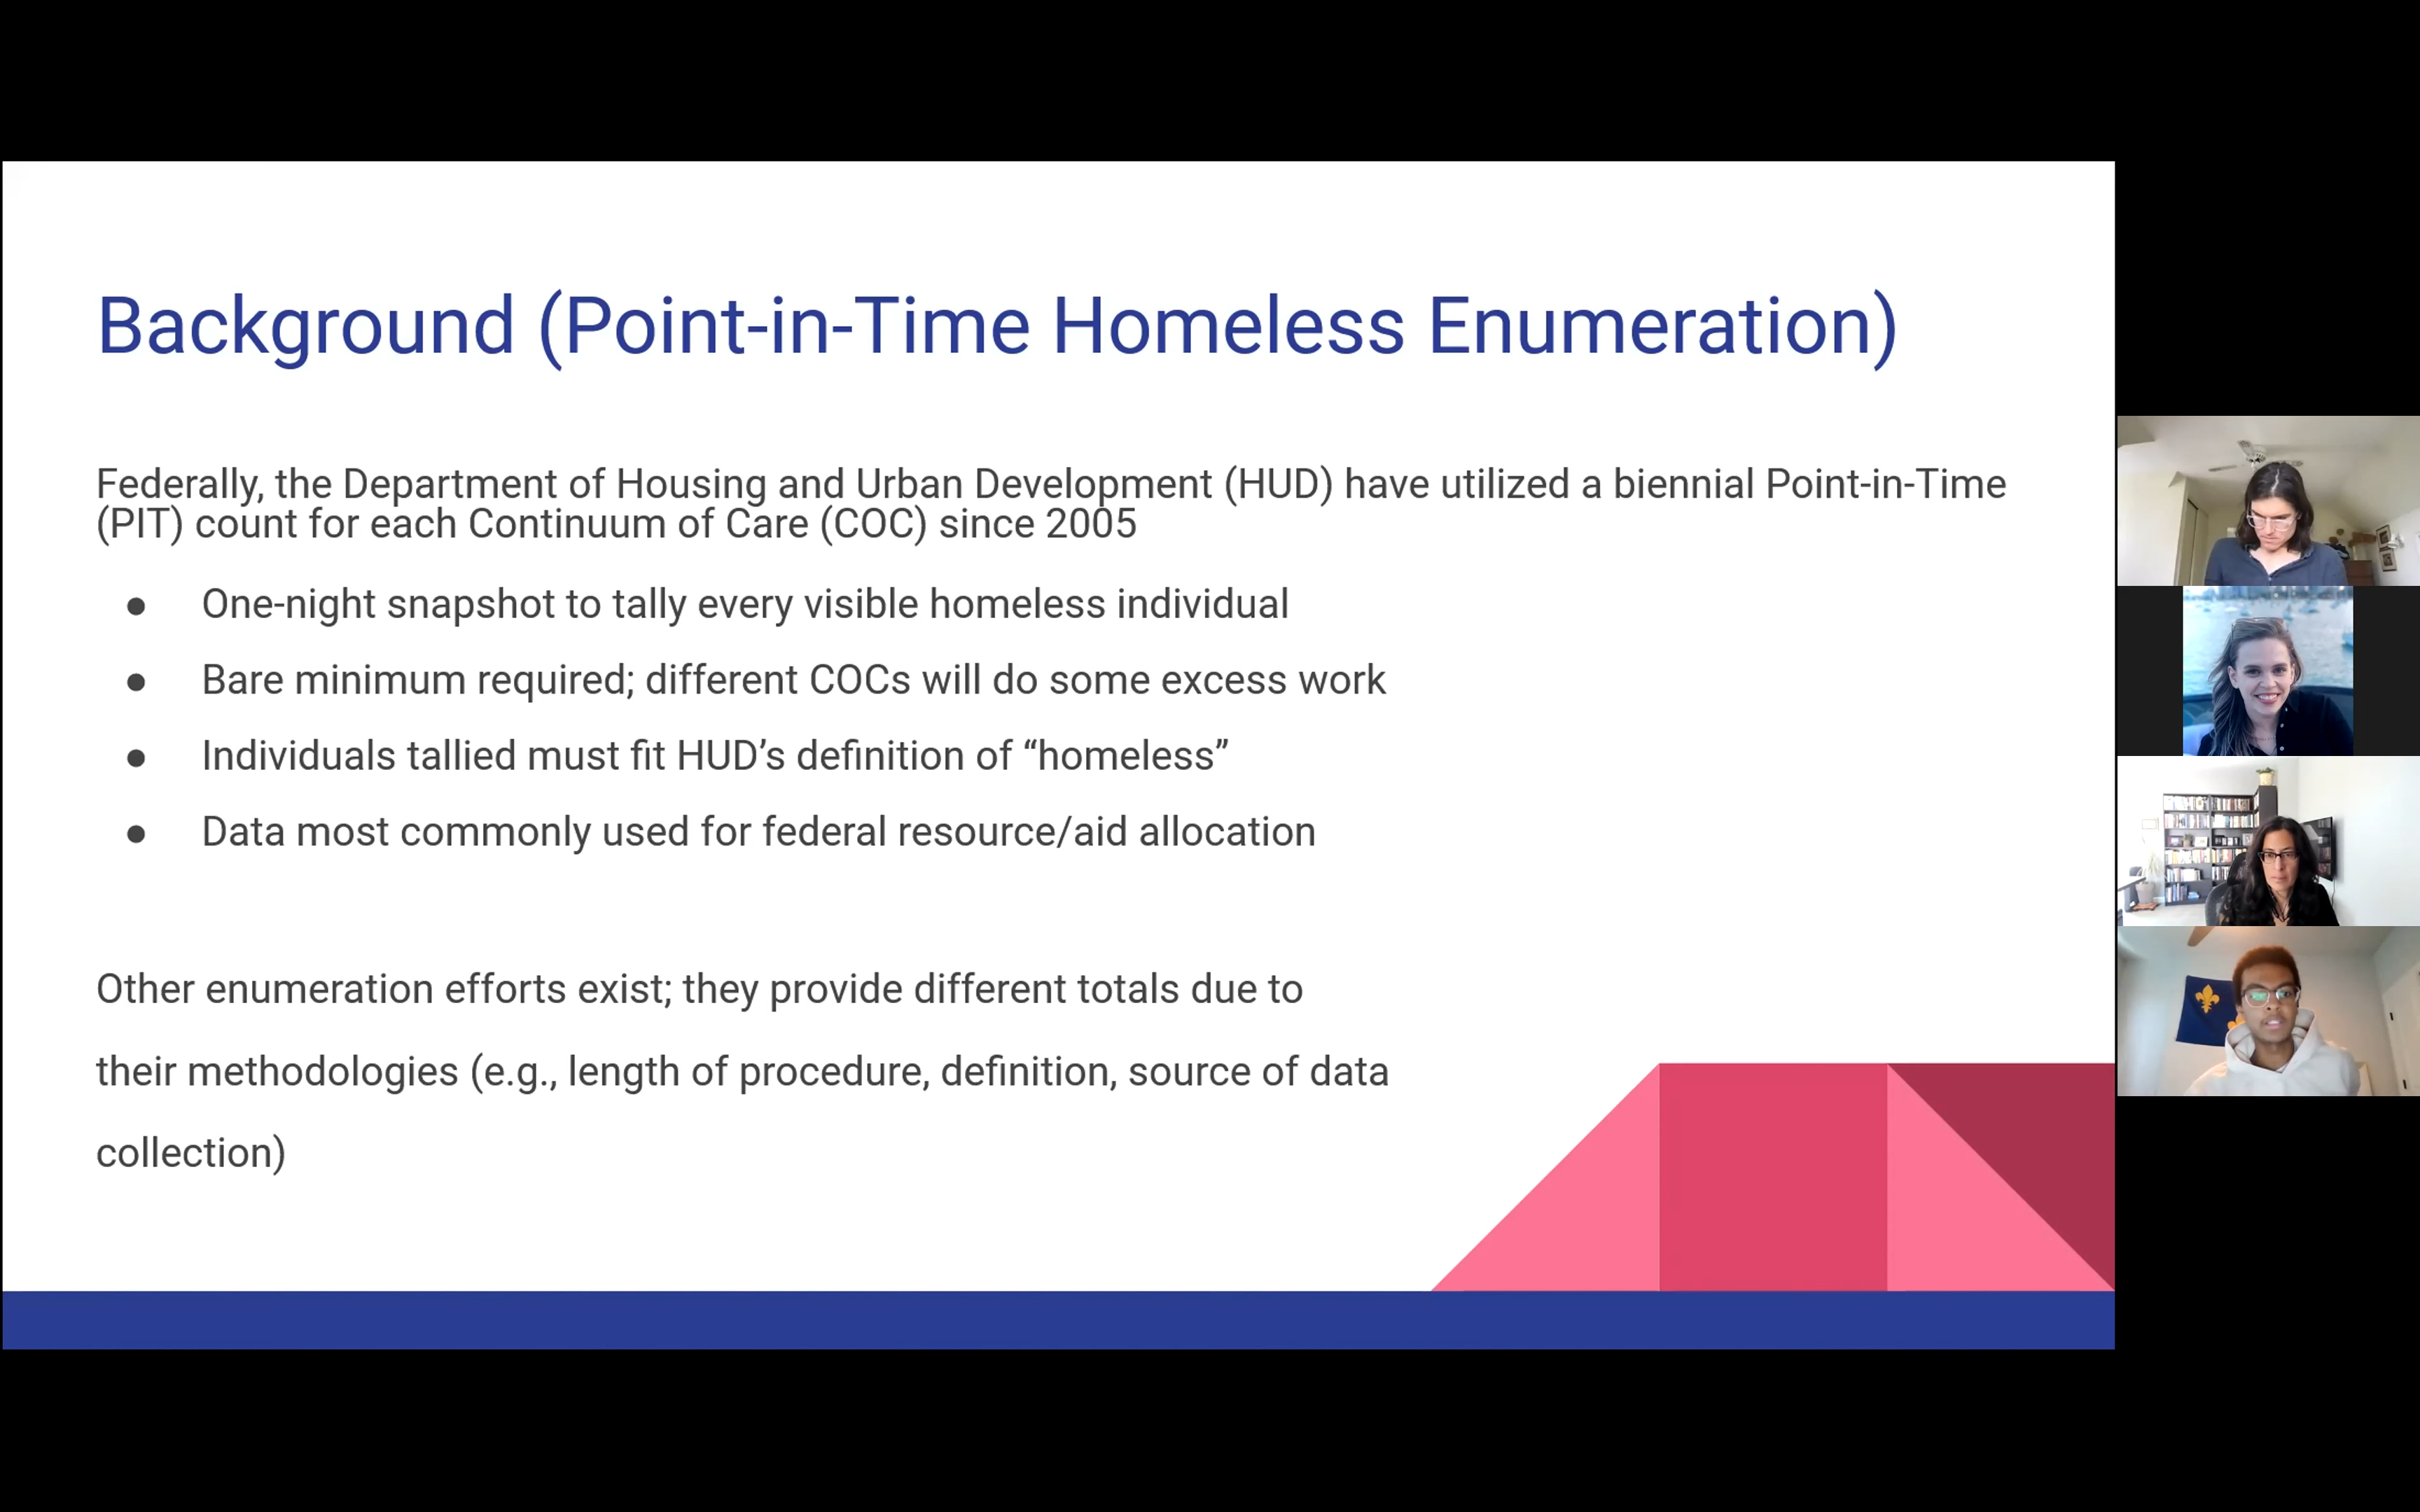 Background (Point-in-Time Homeless Enumeration)
Federally, the Department of Housing and Urban Development (HUD) have utilized a biennial Point-in-Time
(PIT) count for each Continuum of Care (COC) since 2005
● One-night snapshot to tally every visible homeless individual
● Bare minimum required; different COCs will do some excess work
● Individuals tallied must fit HUD’s definition of “homeless”
● Data most commonly used for federal resource/aid allocation
Other enumeration efforts exist; they provide different totals due to
their methodologies (e.g., length of procedure, definition, source of data
collection)